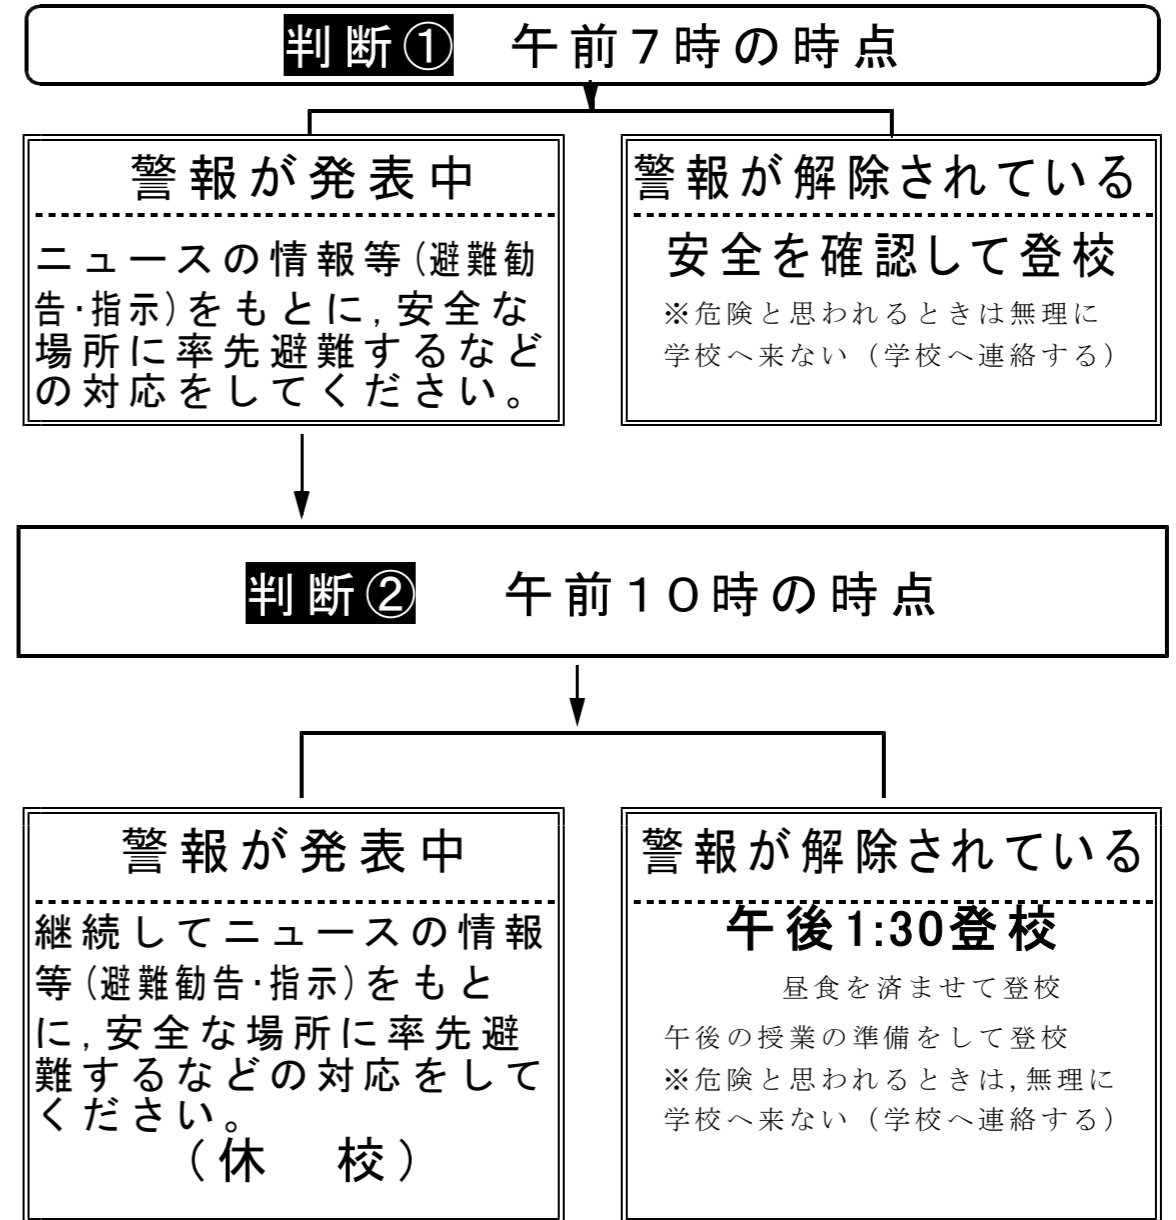 判断① 午前7時の時点
警報が発表中
ニュースの情報等(避難勧
告・指示)をもとに,安全な
場所に率先避難するなど
の対応をしてください。
警報が解除されている
安全を確認して登校
※危険と思われるときは無理に
学校へ来ない(学校へ連絡する)
判断② 午前10時の時点
警報が発表中
継続してニュースの情報
等(避難勧告・指示)をもと
に,安全な場所に率先避
難するなどの対応をして
ください。
(休 校)
警報が解除されている
午後1:30登校
昼食を済ませて登校
午後の授業の準備をして登校
※危険と思われるときは,無理に
学校へ来ない(学校へ連絡する)